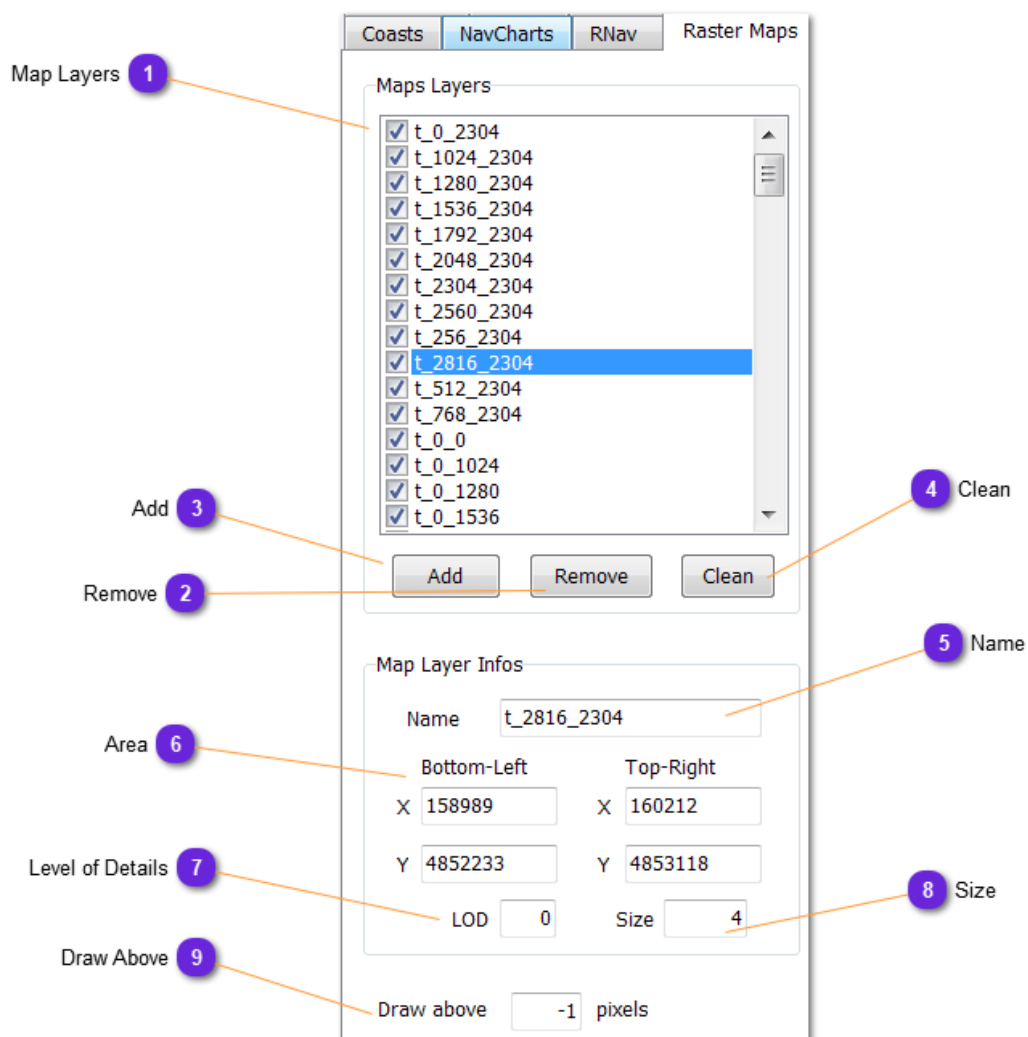 Coasts NavCharts RNav Raster Maps
Map Layers 1
Maps Layers
t_0_2304
t_1024_2304
t_1280_2304
t_1536_2304
t_1792_2304
t_2048_2304
t_2304_2304
t_2560_2304
t_256_2304
t_2816_2304
t_512_2304
t_768_2304
t_0_0
t_0_1024
t_0_1280
t_0_1536
4 Clean
Add 3
Add Remove Clean
Remove 2
5 Name
Map Layer Infos
Name t_2816_2304
Area 6
Bottom-Left Top-Right
X 158989 X 160212
Y 4852233 Y 4853118
Level of Details 7
8 Size
LOD 0 Size 4
Draw Above 9
Draw above -1 pixels